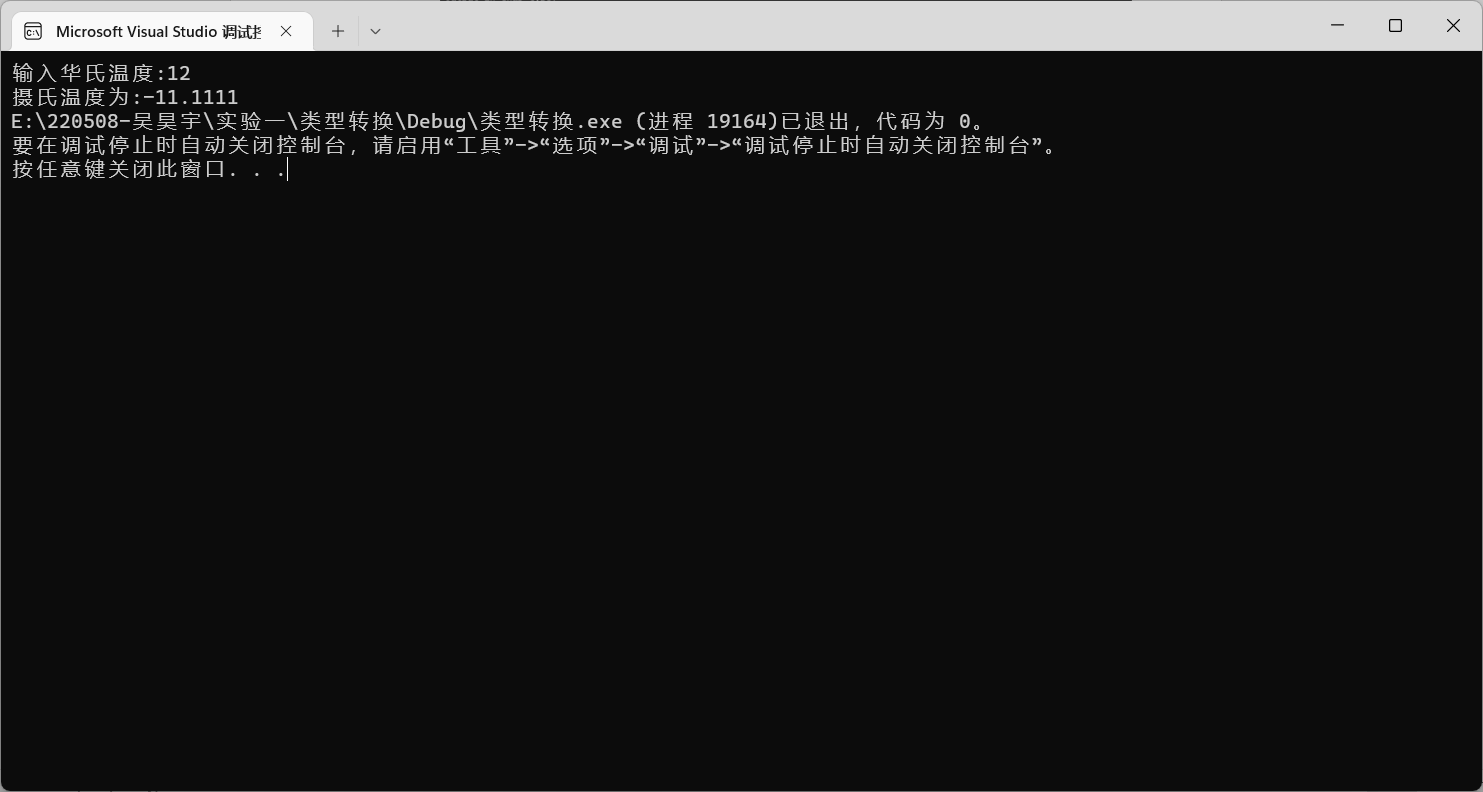 Microsoft Visual Studio 调试
输入华氏温度:12
摄氏温度为:-11.1111
E:\220508-吴昊宇\实验一\类型转换\Debug\类型转换.exe (进程 19164)已退出，代码为 0。
要在调试停止时自动关闭控制台，请启用“工具”->“选项”->“调试”->“调试停止时自动关闭控制台”。
按任意键关闭此窗口. . .